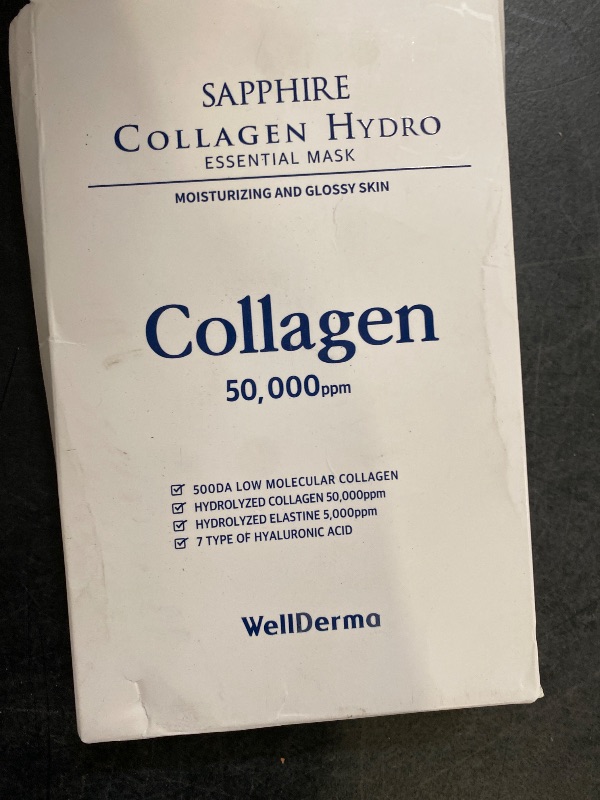 SAPPHIRE
COLLAGEN HYDRO
ESSENTIAL MASK
MOISTURIZING AND GLOSSY SKIN
Collagen
50,000ppm
500DA LOW MOLECULAR COLLAGEN
HYDROLYZED COLLAGEN 50,000ppm
HYDROLYZED ELASTINE 5,000ppm
7 TYPE OF HYALURONIC ACID
WellDerma